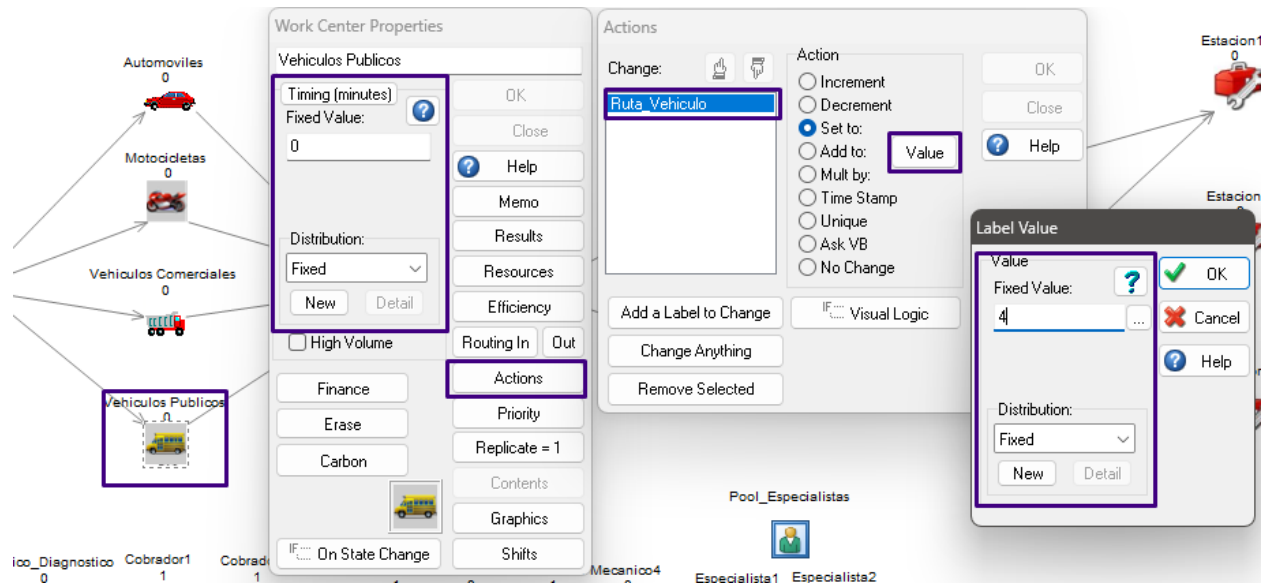 Automoviles
0
Motocicletas
0
Vehiculos Comerciales
0
Vehiculos Publicos
0
Work Center Properties
Vehiculos Publicos
Timing (minutes)
Fixed Value:
?
0
Distribution:
Fixed
New Detail
High Volume
Finance
Erase
Carbon
IF On State Change
OK
Close
? Help
Memo
Results
Resources
Efficiency
Routing In Out
Actions
Priority
Replicate = 1
Contents
Graphics
Shifts
Actions
Change:
Ruta_Vehiculo
Add a Label to Change
Change Anything
Remove Selected
Action
Increment
Decrement
Set to:
Add to: Value
Mult by:
Time Stamp
Unique
Ask VB
No Change
IF Visual Logic
OK
Close
? Help
Estacion1
0
Estacion
Label Value
Value
Fixed Value:
?
4
...
Distribution:
Fixed
New Detail
OK
Cancel
? Help
Pool_Especialistas
ico_Diagnostico
0
Cobrador1
1
Cobrad
1
Mecanico4
Especialista1 Especialista2